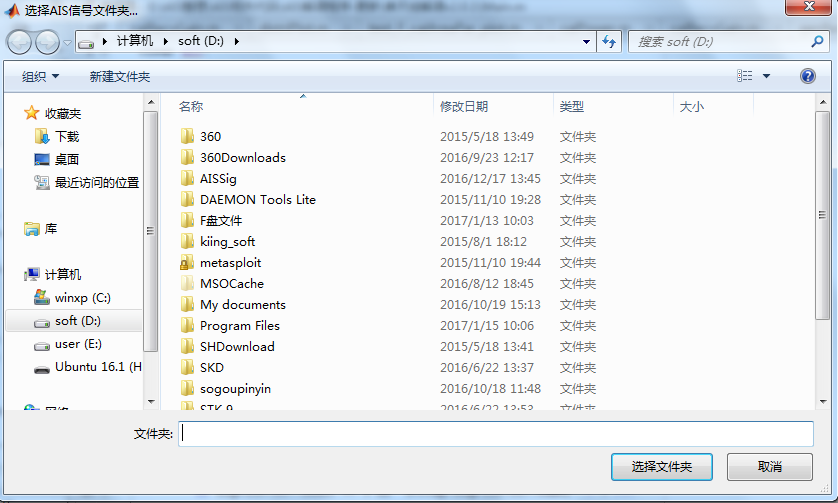 选择AIS信号文件夹...
计算机 soft (D:) 搜索 soft (D:)
组织 新建文件夹
名称 修改日期 类型 大小
收藏夹
下载
桌面
最近访问的位置
库
计算机
winxp (C:)
soft (D:)
user (E:)
Ubuntu 16.1 (H
网络
360 2015/5/18 13:49 文件夹
360Downloads 2016/9/23 12:17 文件夹
AISSig 2016/12/17 13:45 文件夹
DAEMON Tools Lite 2015/11/10 19:28 文件夹
F盘文件 2017/1/13 10:03 文件夹
kiing_soft 2015/8/1 18:12 文件夹
metasploit 2015/11/10 19:44 文件夹
MSOCache 2016/8/12 18:45 文件夹
My documents 2016/10/19 15:13 文件夹
Program Files 2017/1/15 10:06 文件夹
SHDownload 2015/5/18 13:41 文件夹
SKD 2016/6/22 13:37 文件夹
sogoupinyin 2016/10/18 11:48 文件夹
STK 9 2016/6/22 13:53 文件夹
文件夹:
选择文件夹 取消